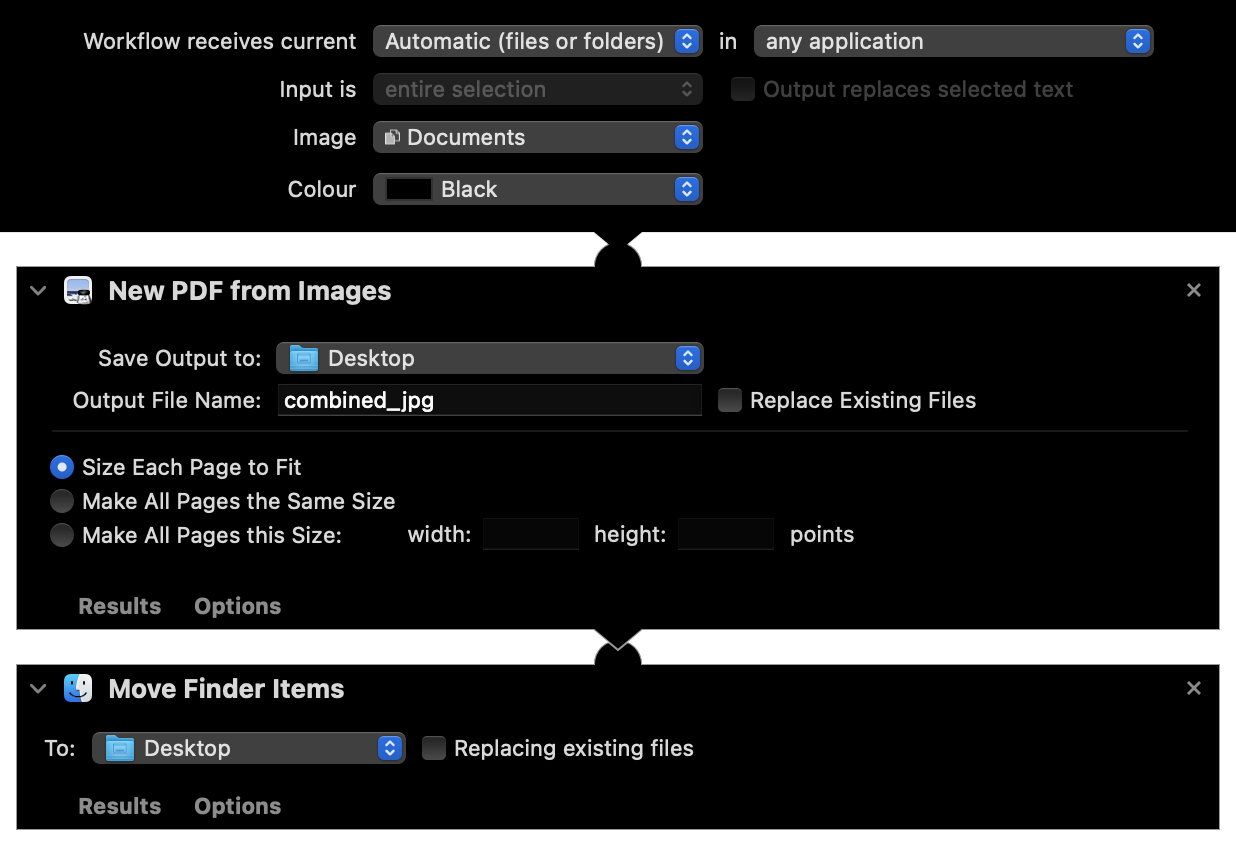 Workflow receives current Automatic (files or folders) in any application
Input is entire selection Output replaces selected text
Image Documents
Colour Black
New PDF from Images
Save Output to: Desktop
Output File Name: combined_jpg Replace Existing Files
Size Each Page to Fit
Make All Pages the Same Size
Make All Pages this Size: width: height: points
Results Options
Move Finder Items
To: Desktop Replacing existing files
Results Options